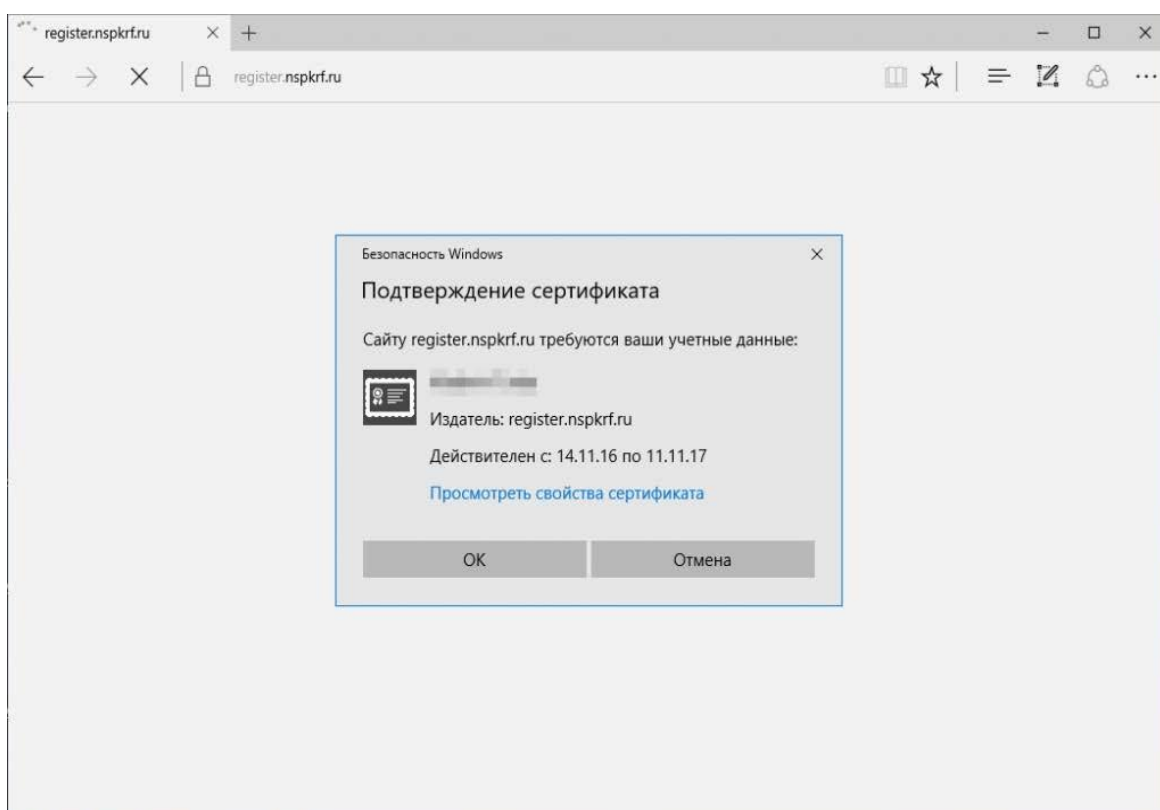 register.nspkrf.ru
register.nspkrf.ru
Безопасность Windows
Подтверждение сертификата
Сайту register.nspkrf.ru требуются ваши учетные данные:
Издатель: register.nspkrf.ru
Действителен с: 14.11.16 по 11.11.17
Просмотреть свойства сертификата
ОК
Отмена